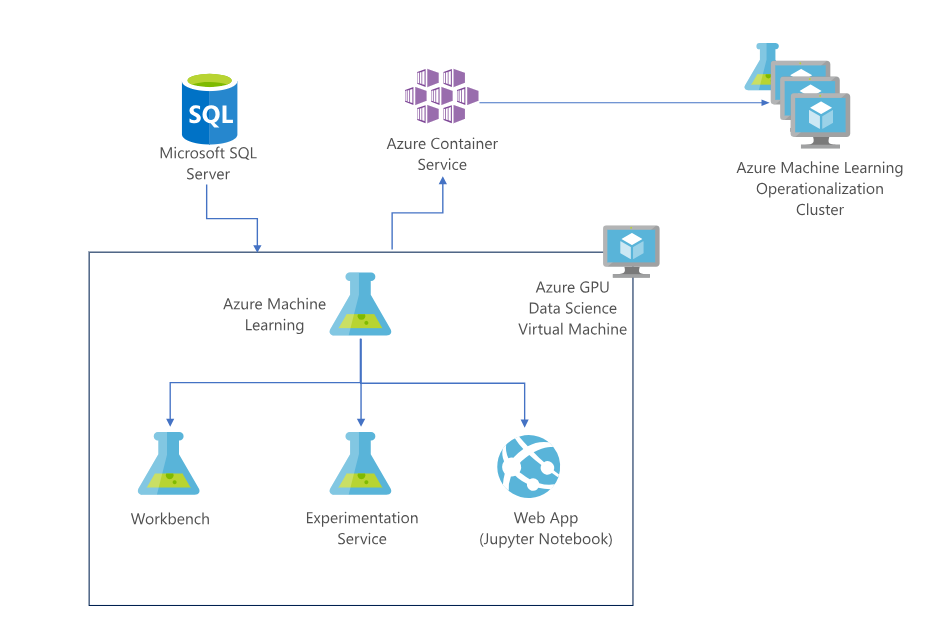 SQL
Microsoft SQL
Server
Azure Container
Service
Azure Machine Learning
Operationalization
Cluster
Azure Machine
Learning
Azure GPU
Data Science
Virtual Machine
Workbench
Experimentation
Service
Web App
(Jupyter Notebook)